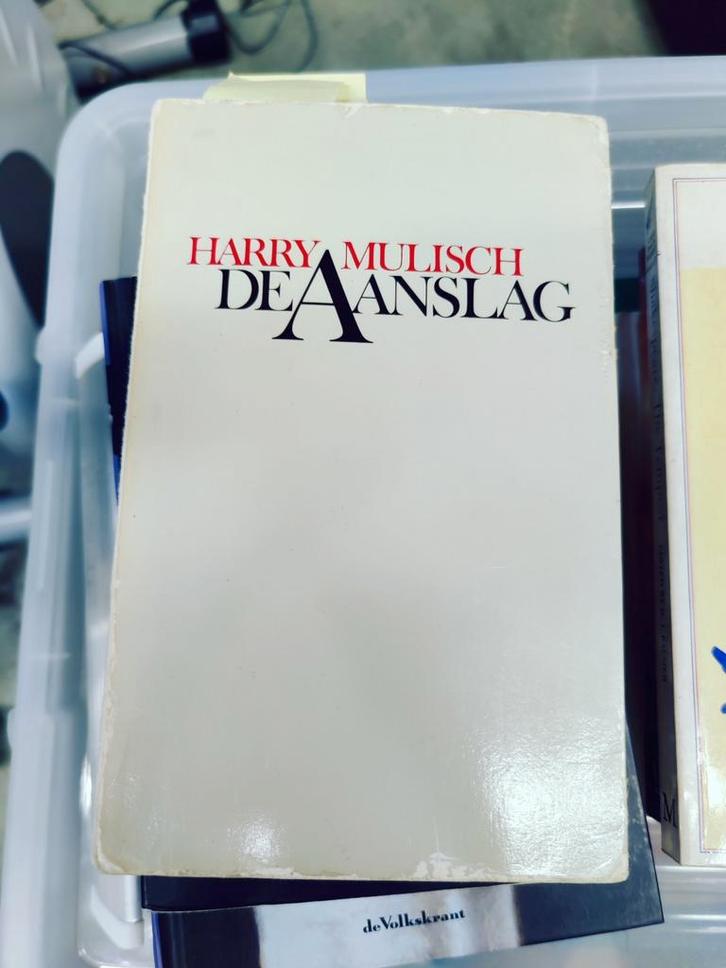 HARRY MULISCH
DE AANSLAG
de Volkskrant
M